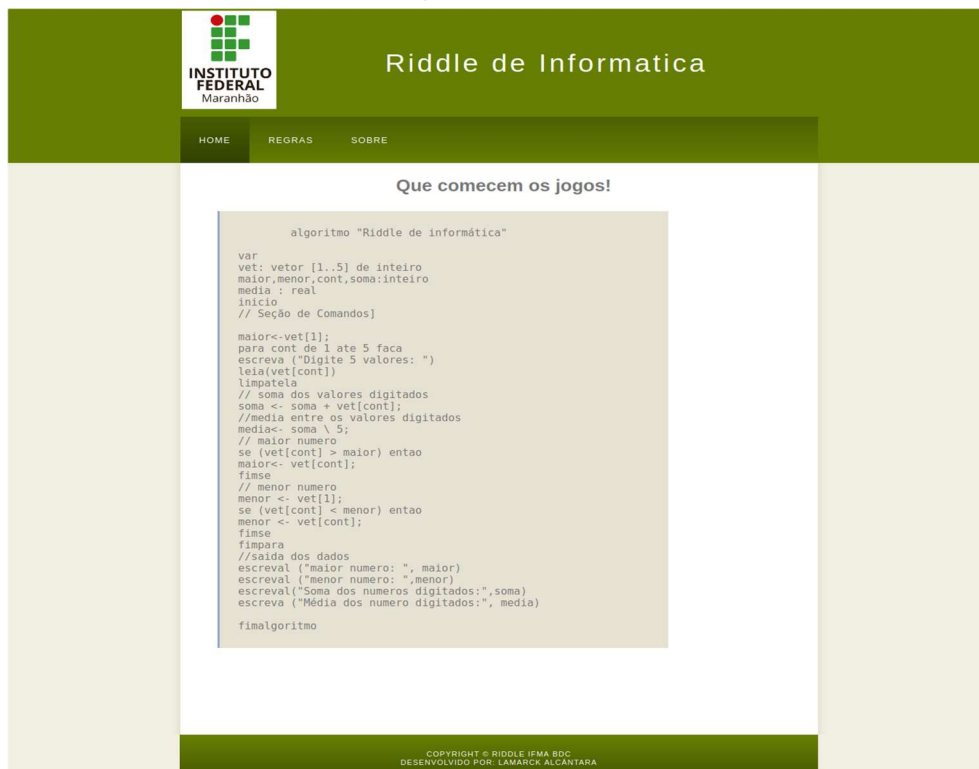 INSTITUTO
FEDERAL
Maranhão
Riddle de Informatica
HOME REGRAS SOBRE
Que comecem os jogos!
algoritmo "Riddle de informática"
var
vet: vetor [1..5] de inteiro
maior,menor,cont,soma:inteiro
media : real
inicio
// Seção de Comandos]
maior<-vet[1];
para cont de 1 ate 5 faca
escreva ("Digite 5 valores: ")
leia(vet[cont])
limpatela
// soma dos valores digitados
soma <- soma + vet[cont];
//media entre os valores digitados
media<- soma \ 5;
// maior numero
se (vet[cont] > maior) entao
maior<- vet[cont];
fimse
// menor numero
menor <- vet[1];
se (vet[cont] < menor) entao
menor <- vet[cont];
fimse
fimpara
//saida dos dados
escreval ("maior numero: ", maior)
escreval ("menor numero: ",menor)
escreval("Soma dos numeros digitados:",soma)
escreva ("Média dos numero digitados:", media)
fimalgoritmo
COPYRIGHT © RIDDLE IFMA BDC
DESENVOLVIDO POR: LAMARCK ALCÂNTARA